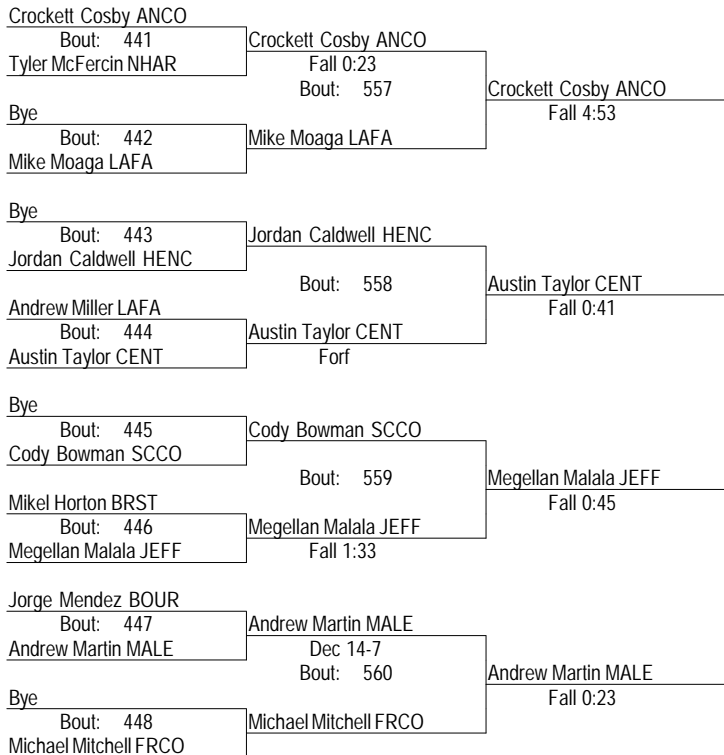 Crockett Cosby ANCO
Bout: 441
Tyler McFercin NHAR
Bye
Bout: 442
Mike Moaga LAFA
Bye
Bout: 443
Jordan Caldwell HENC
Andrew Miller LAFA
Bout: 444
Austin Taylor CENT
Bye
Bout: 445
Cody Bowman SCCO
Mikel Horton BRST
Bout: 446
Megellan Malala JEFF
Jorge Mendez BOUR
Bout: 447
Andrew Martin MALE
Bye
Bout: 448
Michael Mitchell FRCO
Crockett Cosby ANCO
Fall 0:23
Bout: 557
Mike Moaga LAFA
Jordan Caldwell HENC
Bout: 558
Austin Taylor CENT
Forf
Cody Bowman SCCO
Bout: 559
Megellan Malala JEFF
Fall 1:33
Andrew Martin MALE
Dec 14-7
Bout: 560
Michael Mitchell FRCO
Crockett Cosby ANCO
Fall 4:53
Austin Taylor CENT
Fall 0:41
Megellan Malala JEFF
Fall 0:45
Andrew Martin MALE
Fall 0:23